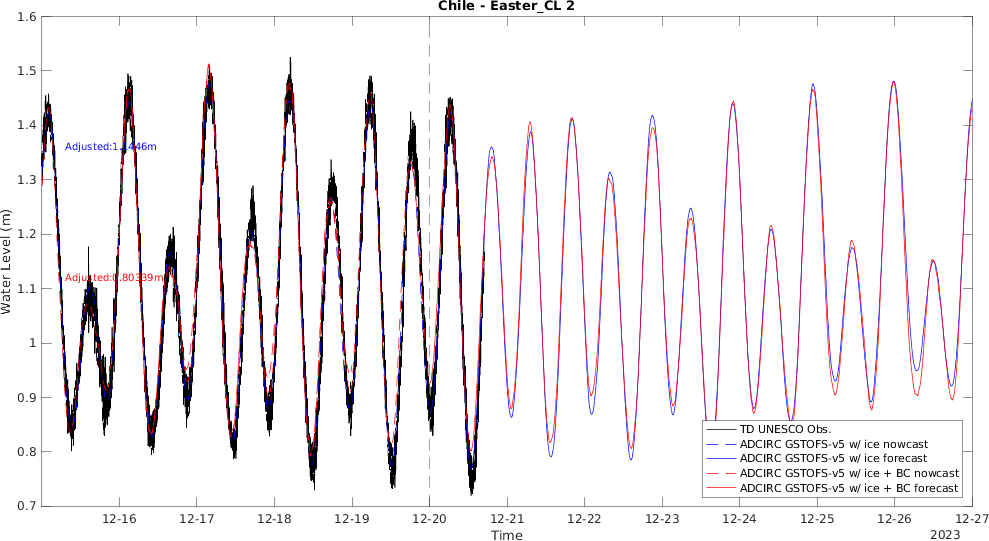 Chile - Easter_CL 2
1.6
1.5
1.4
1.3
1.2
1.1
1
0.9
0.8
0.7
Water Level (m)
Adjusted:1.1446m
Adjusted:0.80339m
12-16
12-17
12-18
12-19
12-20
12-21
12-22
12-23
12-24
12-25
12-26
12-27
Time
2023
TD UNESCO Obs.
ADCIRC GSTOFS-v5 w/ ice nowcast
ADCIRC GSTOFS-v5 w/ ice forecast
ADCIRC GSTOFS-v5 w/ ice + BC nowcast
ADCIRC GSTOFS-v5 w/ ice + BC forecast